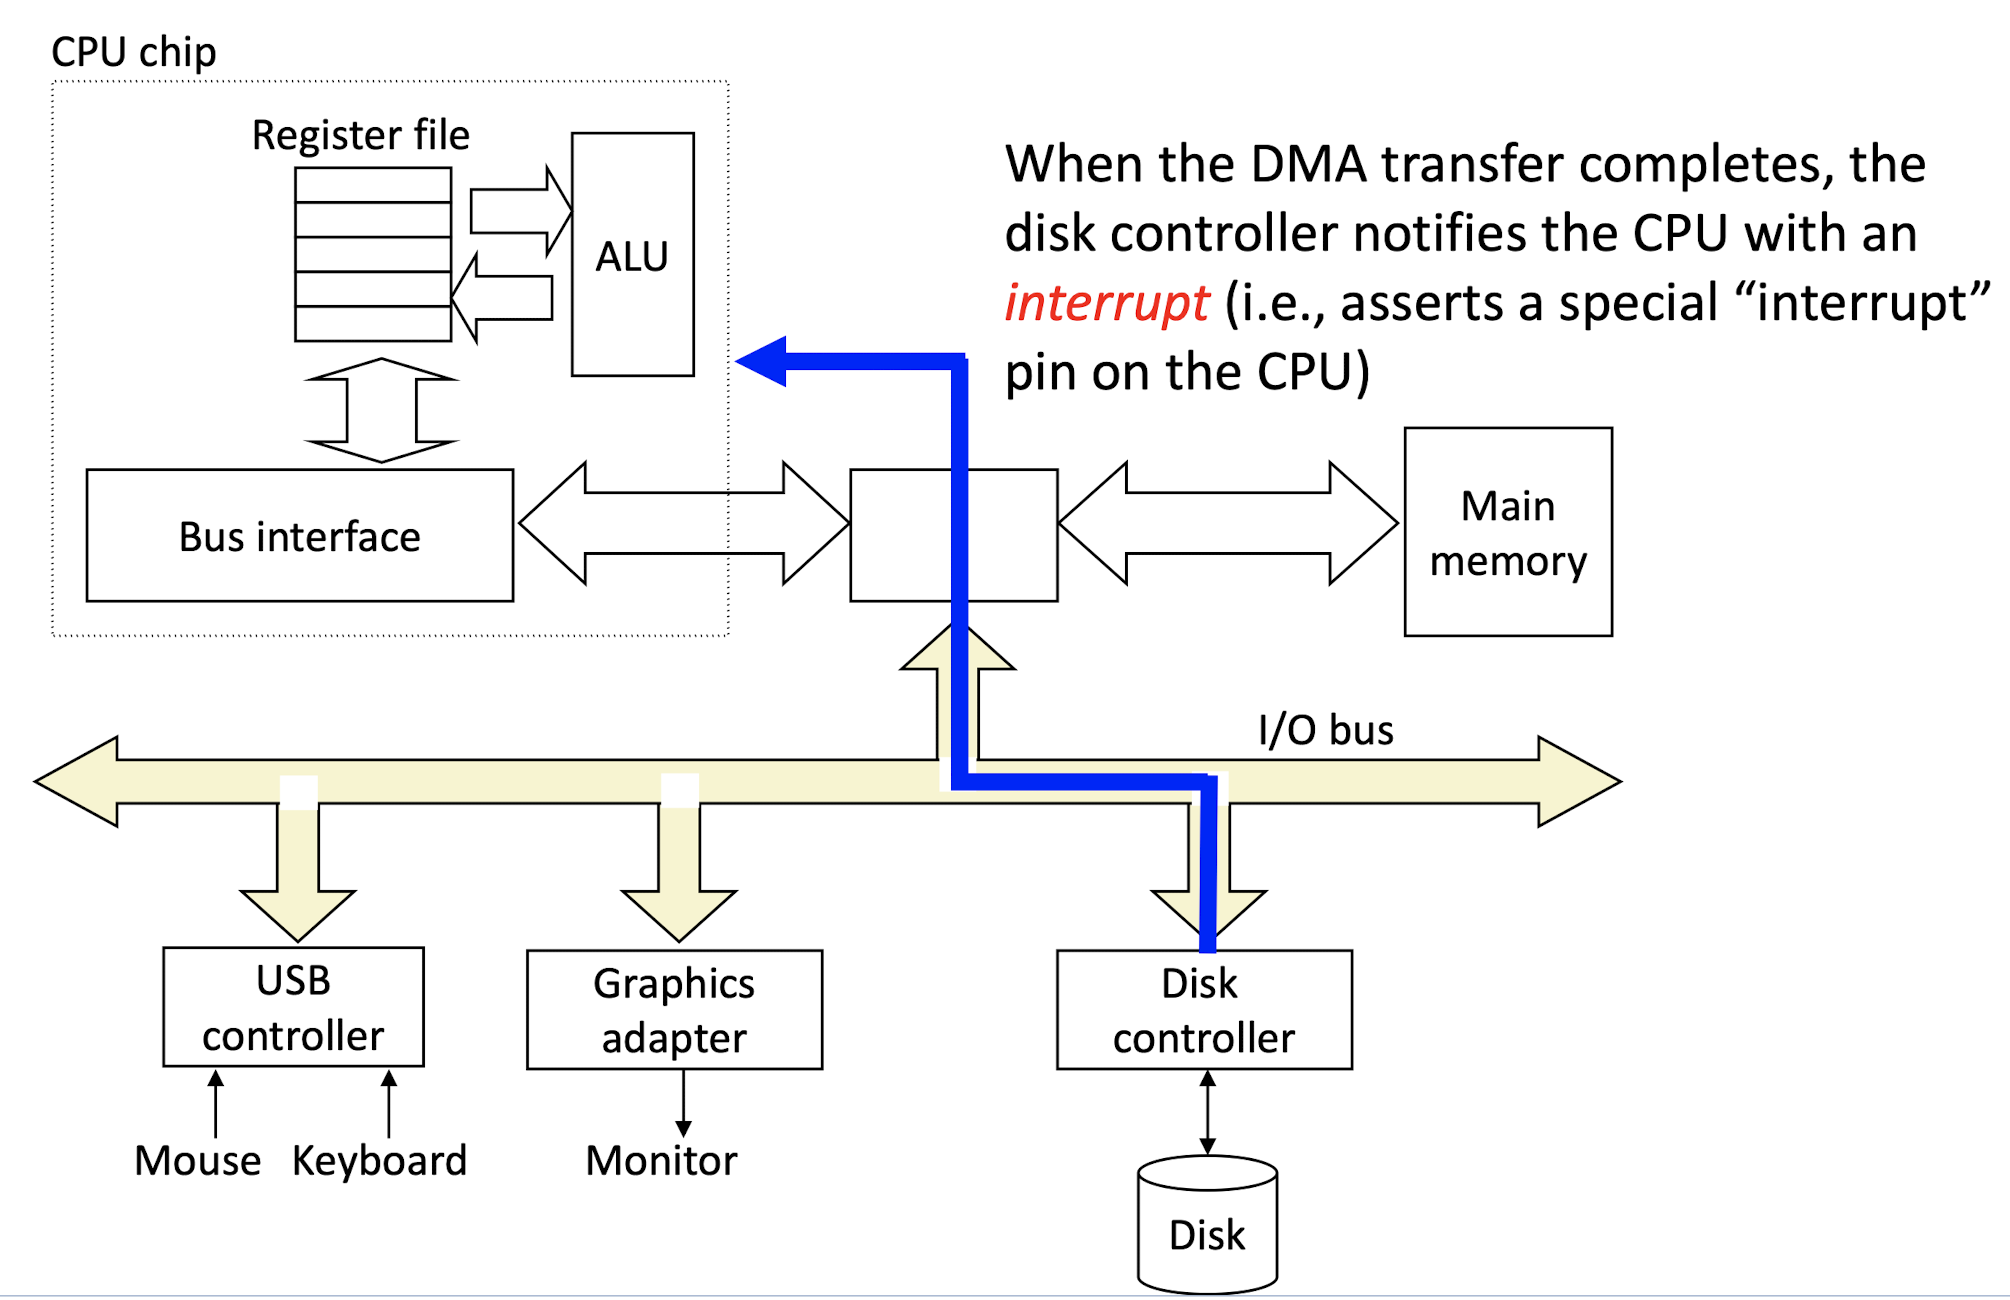 CPU chip
Register file
ALU
When the DMA transfer completes, the
disk controller notifies the CPU with an
interrupt (i.e., asserts a special “interrupt”
pin on the CPU)
Bus interface
Main
memory
I/O bus
USB
controller
Graphics
adapter
Disk
controller
Mouse
Keyboard
Monitor
Disk